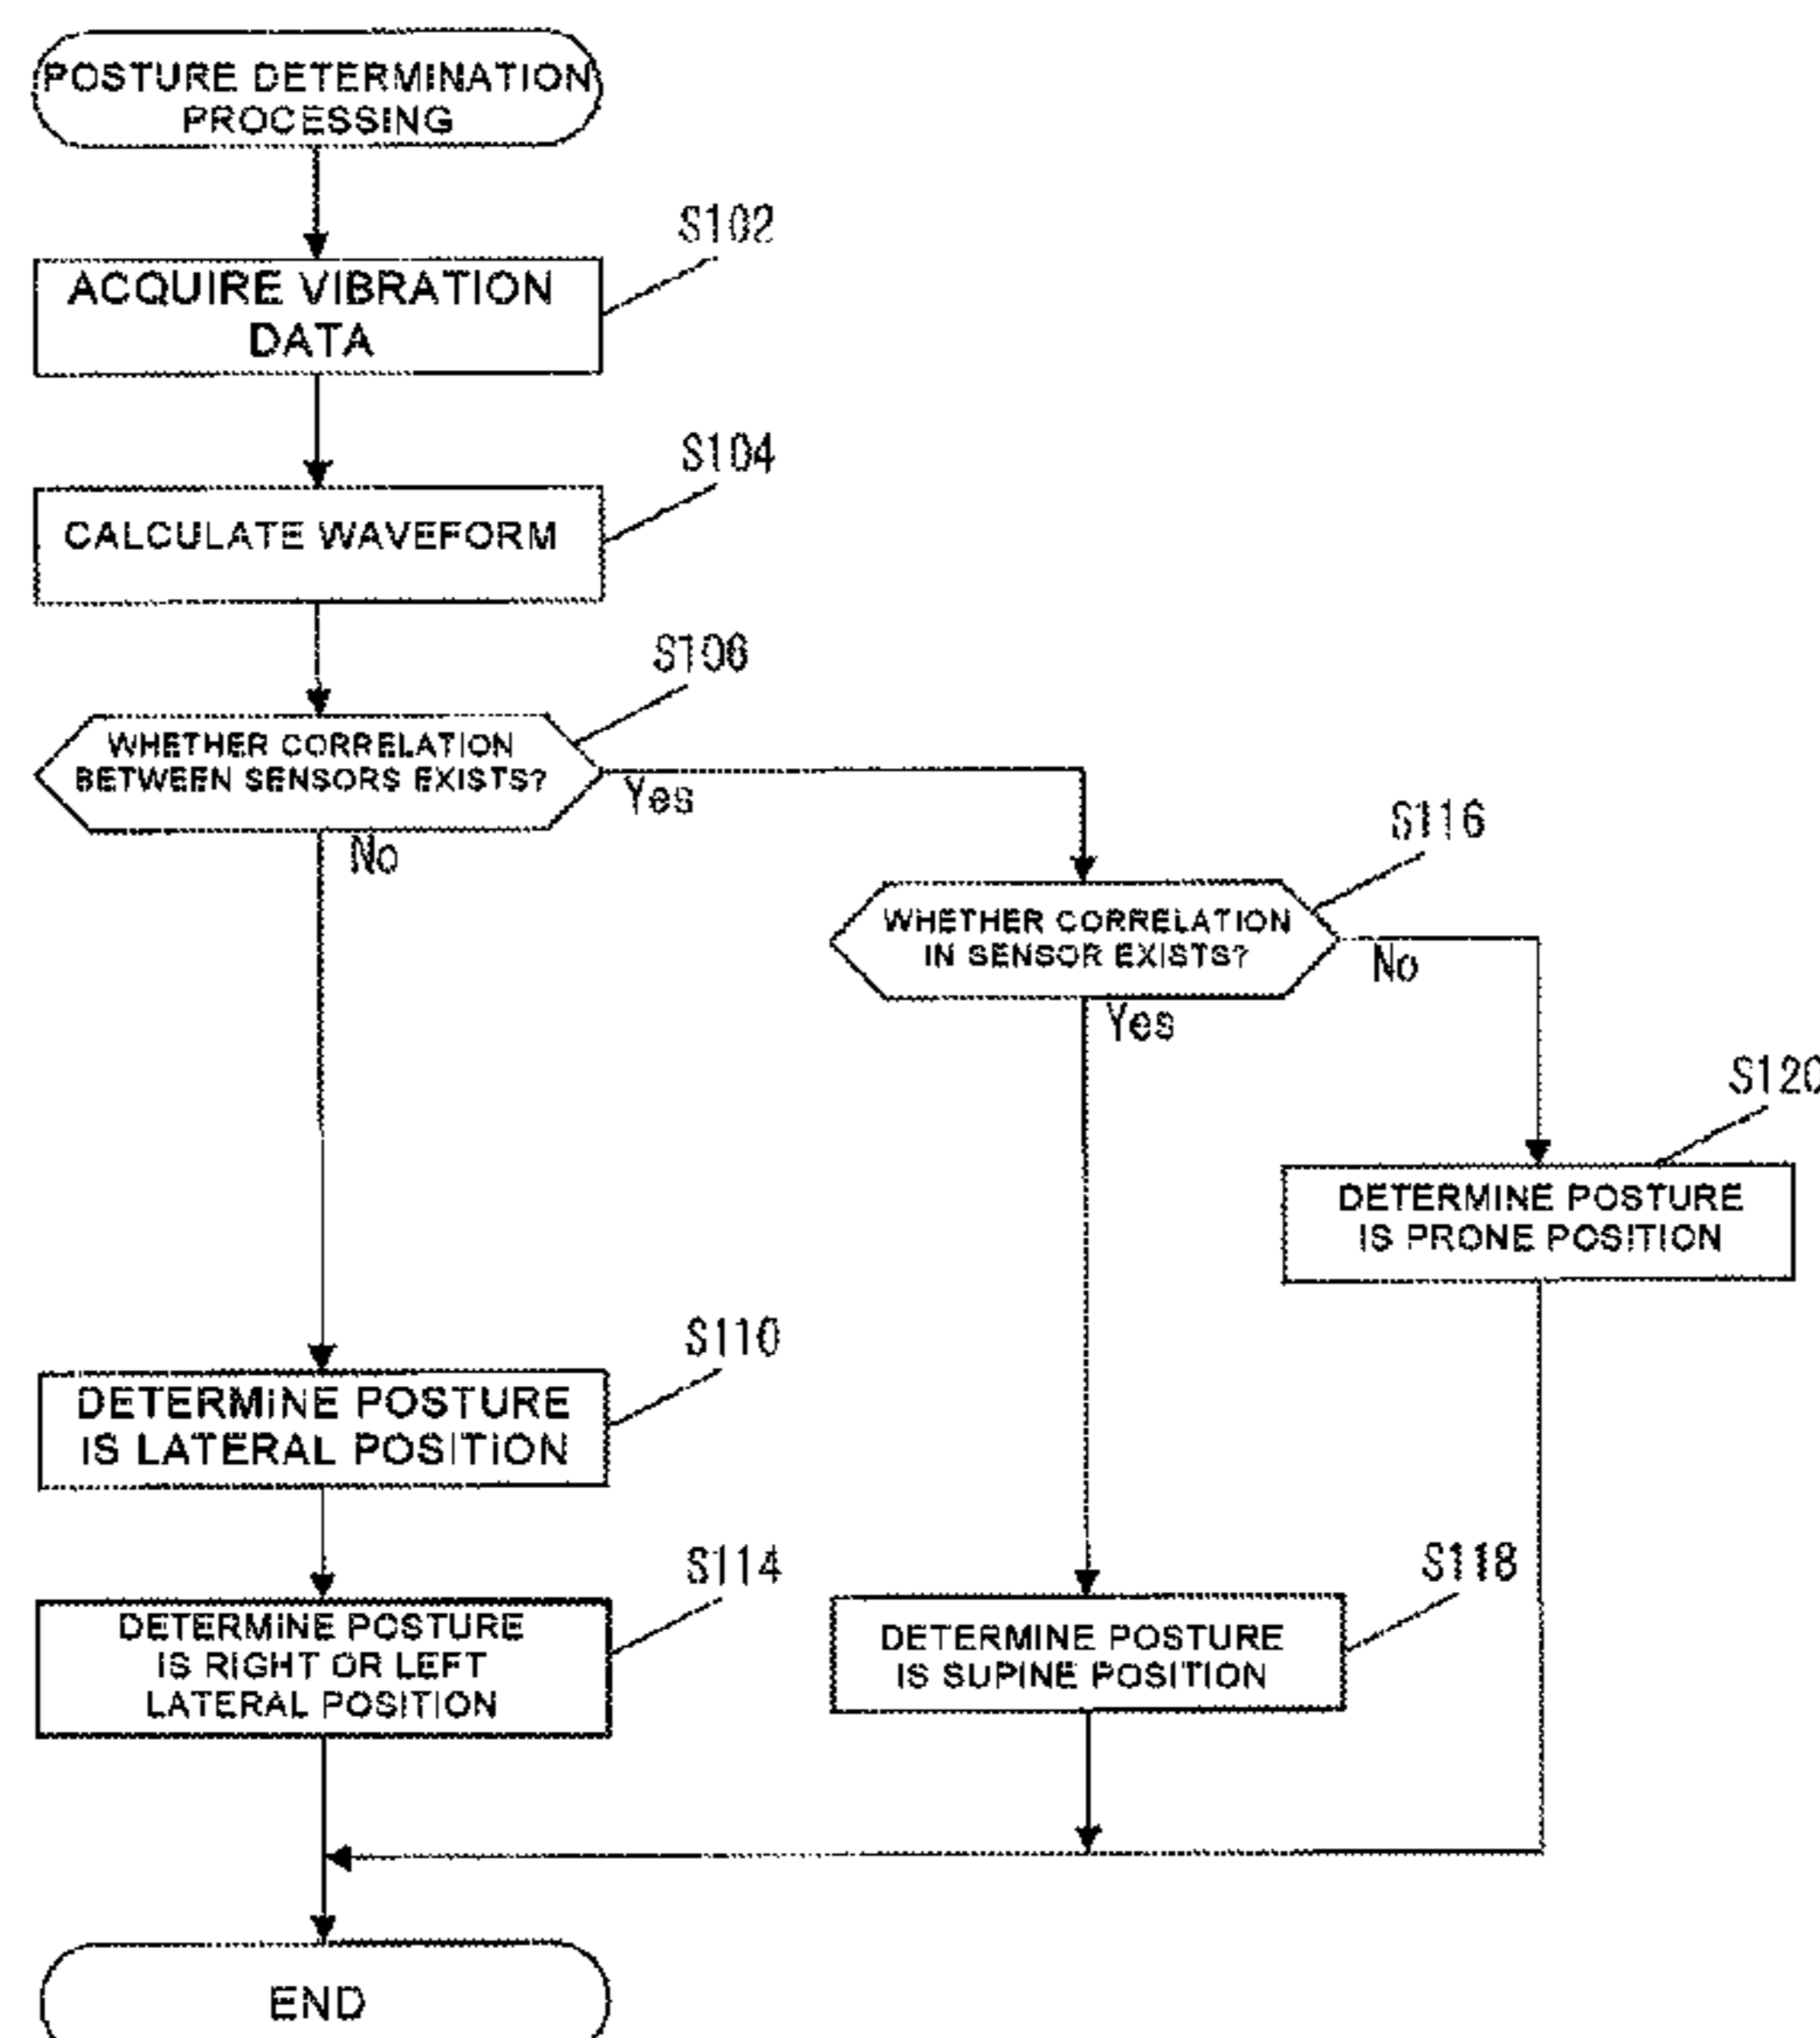 POSTURE DETERMINATION
PROCESSING
S102
ACQUIRE VIBRATION
DATA
S104
CALCULATE WAVEFORM
S106
WHETHER CORRELATION
BETWEEN SENSORS EXISTS?
Yes
No
S116
WHETHER CORRELATION
IN SENSOR EXISTS?
No
Yes
S120
DETERMINE POSTURE
IS PRONE POSITION
S110
DETERMINE POSTURE
IS LATERAL POSITION
S114
DETERMINE POSTURE
IS RIGHT OR LEFT
LATERAL POSITION
S118
DETERMINE POSTURE
IS SUPINE POSITION
END